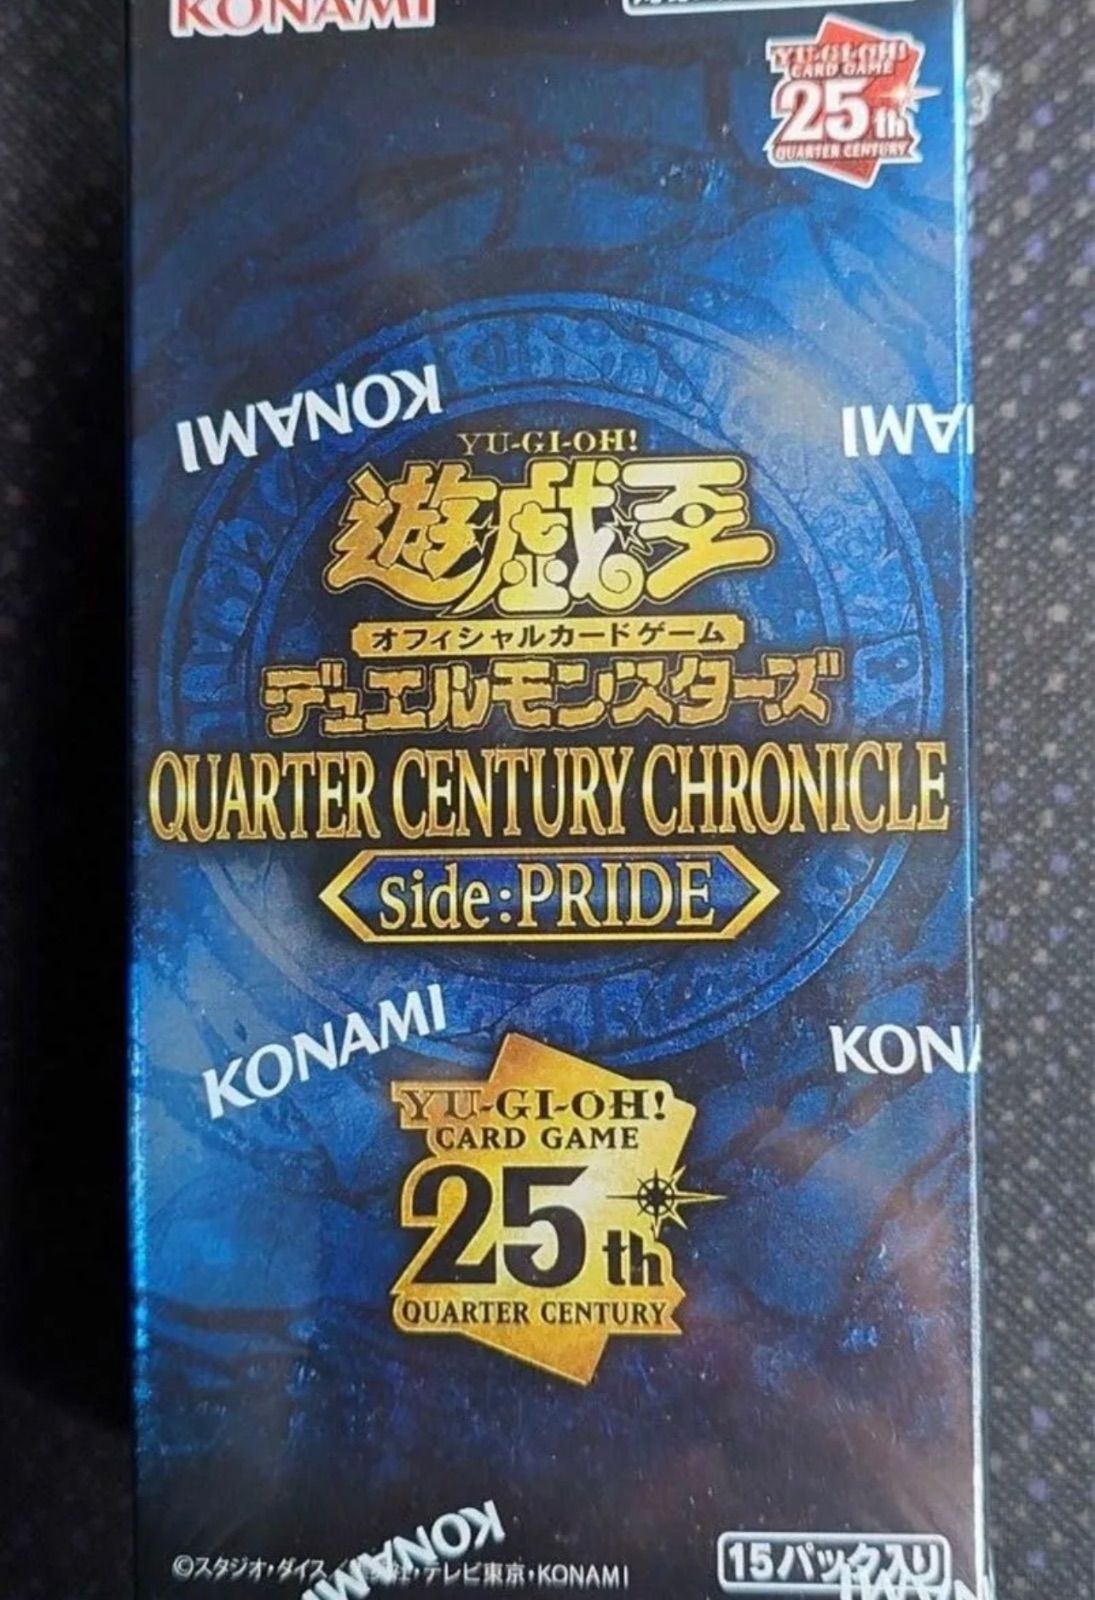 KONAMI
YU-GI-OH!
CARD GAME
25th
QUARTER CENTURY
KONAMI
YU-GI-OH!
遊戯王
オフィシャルカードゲーム
デュエルモンスターズ
QUARTER CENTURY CHRONICLE
side:PRIDE
KONAMI
YU-GI-OH!
CARD GAME
25th
QUARTER CENTURY
KONAMI
©スタジオ・ダイス/
・テレビ東京・KONAMI
15パック入り
KONAMI